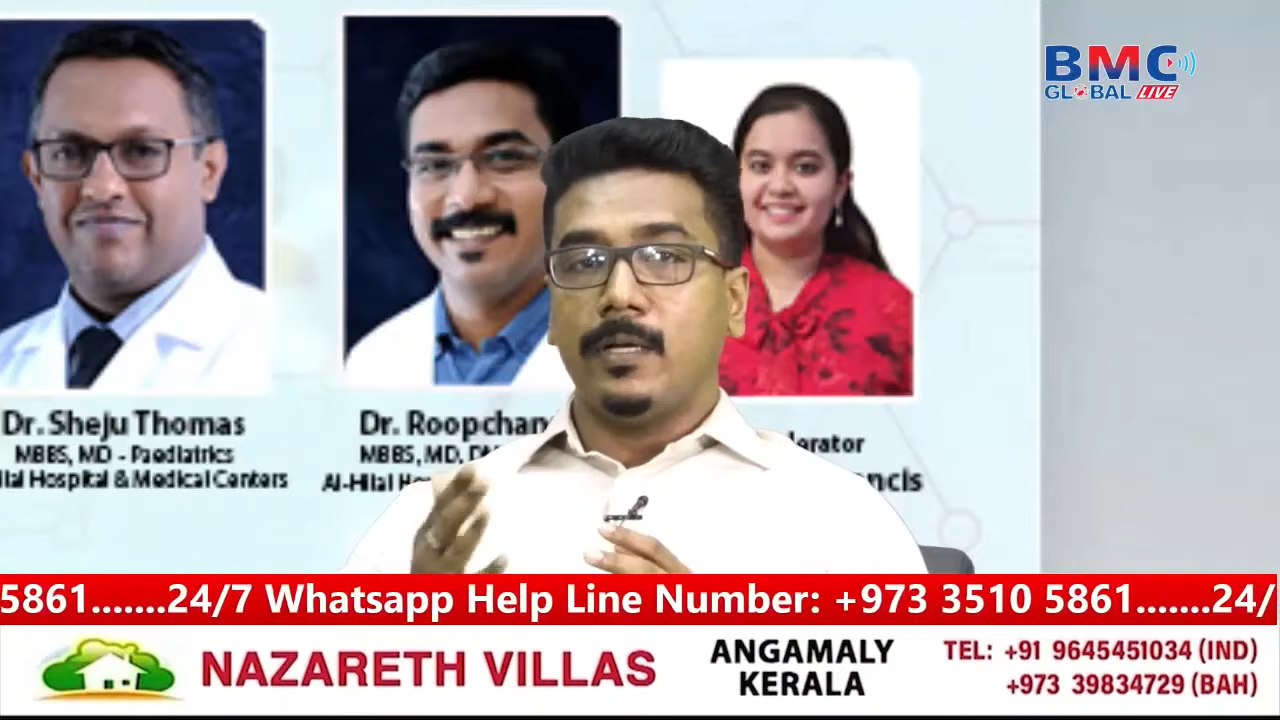 BMC
GLOBAL LIVE
Dr. Sheju Thomas
MBBS, MD - Paediatrics
ilal Hospital & Medical Centers
Dr. Roopchan
MBBS, MD,
Al-Hilal Ho
erator
ncis
5861.......24/7 Whatsapp Help Line Number: +973 3510 5861.......24/
NAZARETH VILLAS
ANGAMALY
KERALA
TEL: +91 9645451034 (IND)
+973 39834729 (BAH)